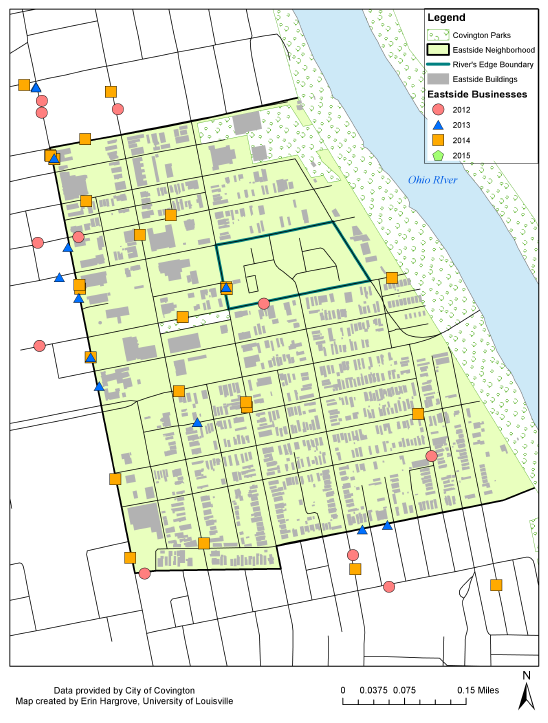 Legend
Covington Parks
Eastside Neighborhood
River's Edge Boundary
Eastside Buildings
Eastside Businesses
2012
2013
2014
2015
Ohio River
Data provided by City of Covington
Map created by Erin Hargrove, University of Louisville
0 0.0375 0.075 0.15 Miles
N